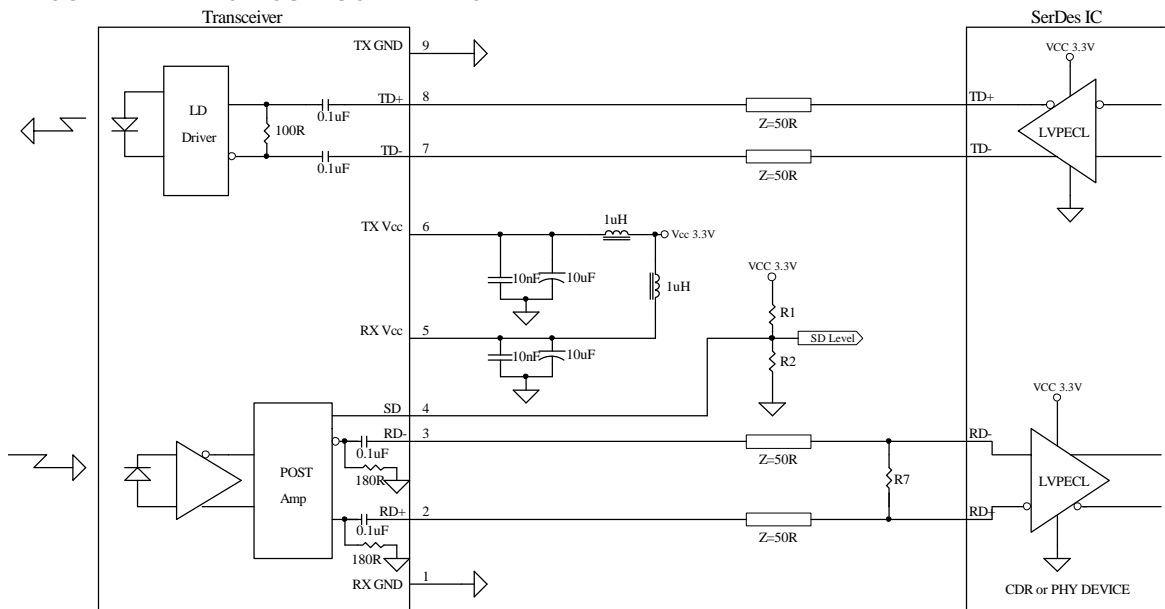 Transceiver
SerDes IC
TX GND
9
VCC 3.3V
TD+
8
TD+
LD
Driver
100R
0.1uF
Z=50R
LVPECL
TD-
7
TD-
0.1uF
Z=50R
TX Vcc
6
1uH
Vcc 3.3V
10nF
10uF
1uH
VCC 3.3V
R1
RX Vcc
5
SD Level
10nF
10uF
R2
SD
4
VCC 3.3V
RD-
3
RD-
0.1uF
Z=50R
180R
POST
Amp
R7
LVPECL
RD+
2
RD+
0.1uF
Z=50R
180R
RX GND
1
CDR or PHY DEVICE